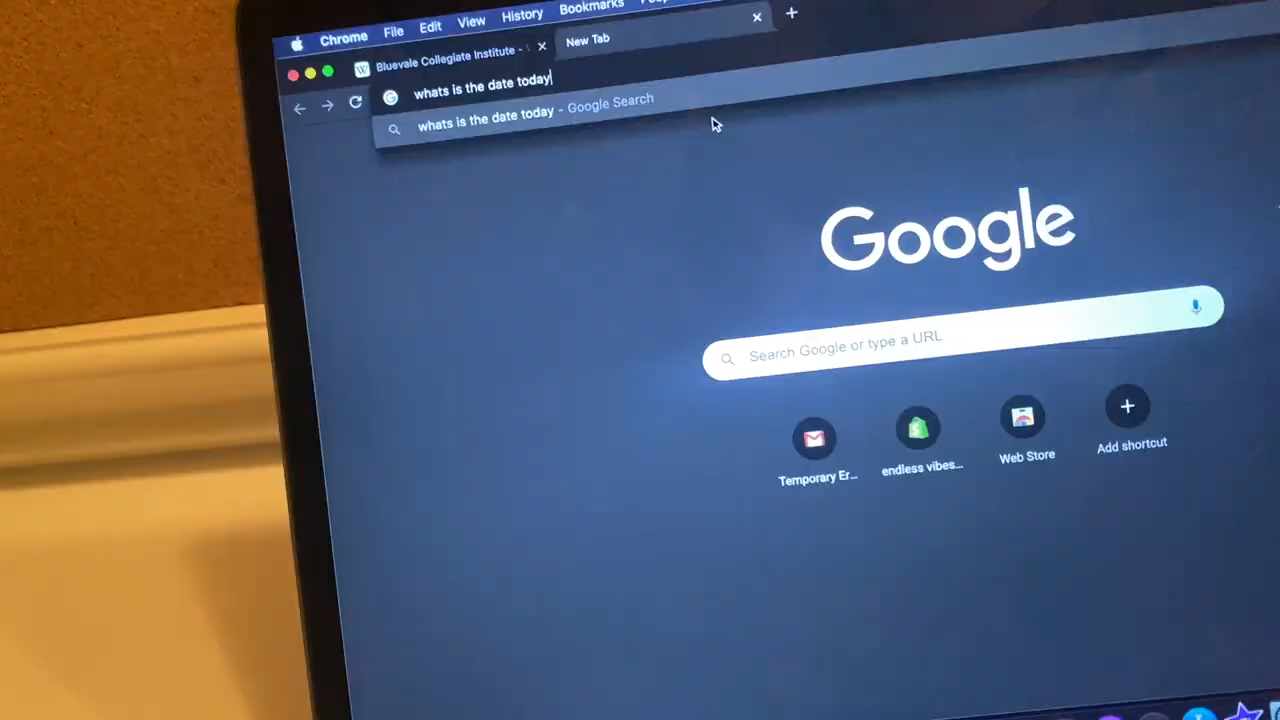 Chrome File Edit View History Bookmarks
Bluevale Collegiate Institute -
New Tab
whats is the date today
whats is the date today - Google Search
Google
Search Google or type a URL
Temporary Er...
endless vibes...
Web Store
Add shortcut